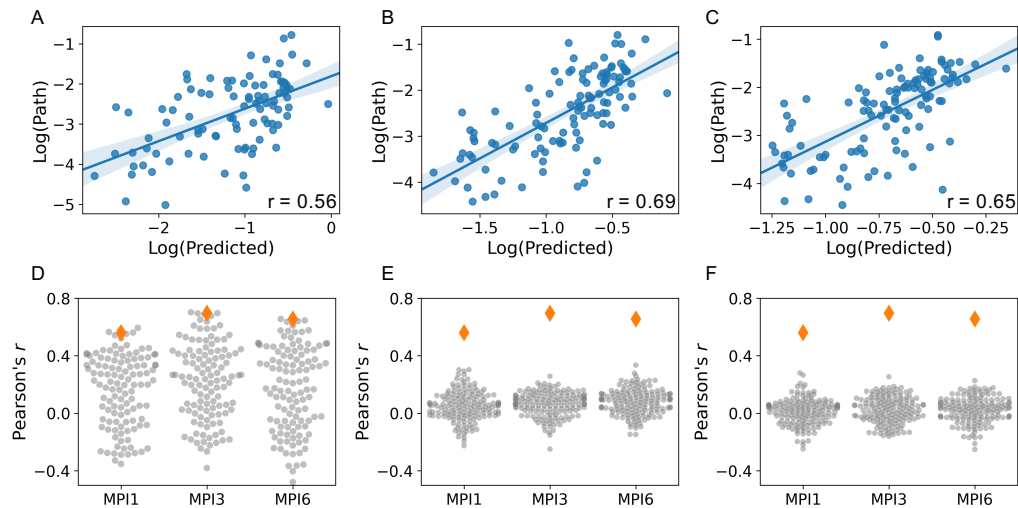 A
B
C
Log(Path)
−1
−2
−3
−4
−5
r = 0.56
−2
−1
0
Log(Predicted)
Log(Path)
−1
−2
−3
−4
r = 0.69
−1.5
−1.0
−0.5
Log(Predicted)
Log(Path)
−1
−2
−3
−4
r = 0.65
−1.25
−1.00
−0.75
−0.50
−0.25
Log(Predicted)
D
E
F
Pearson's r
0.8
0.4
0.0
−0.4
MPI1
MPI3
MPI6
Pearson's r
0.8
0.4
0.0
−0.4
MPI1
MPI3
MPI6
Pearson's r
0.8
0.4
0.0
−0.4
MPI1
MPI3
MPI6